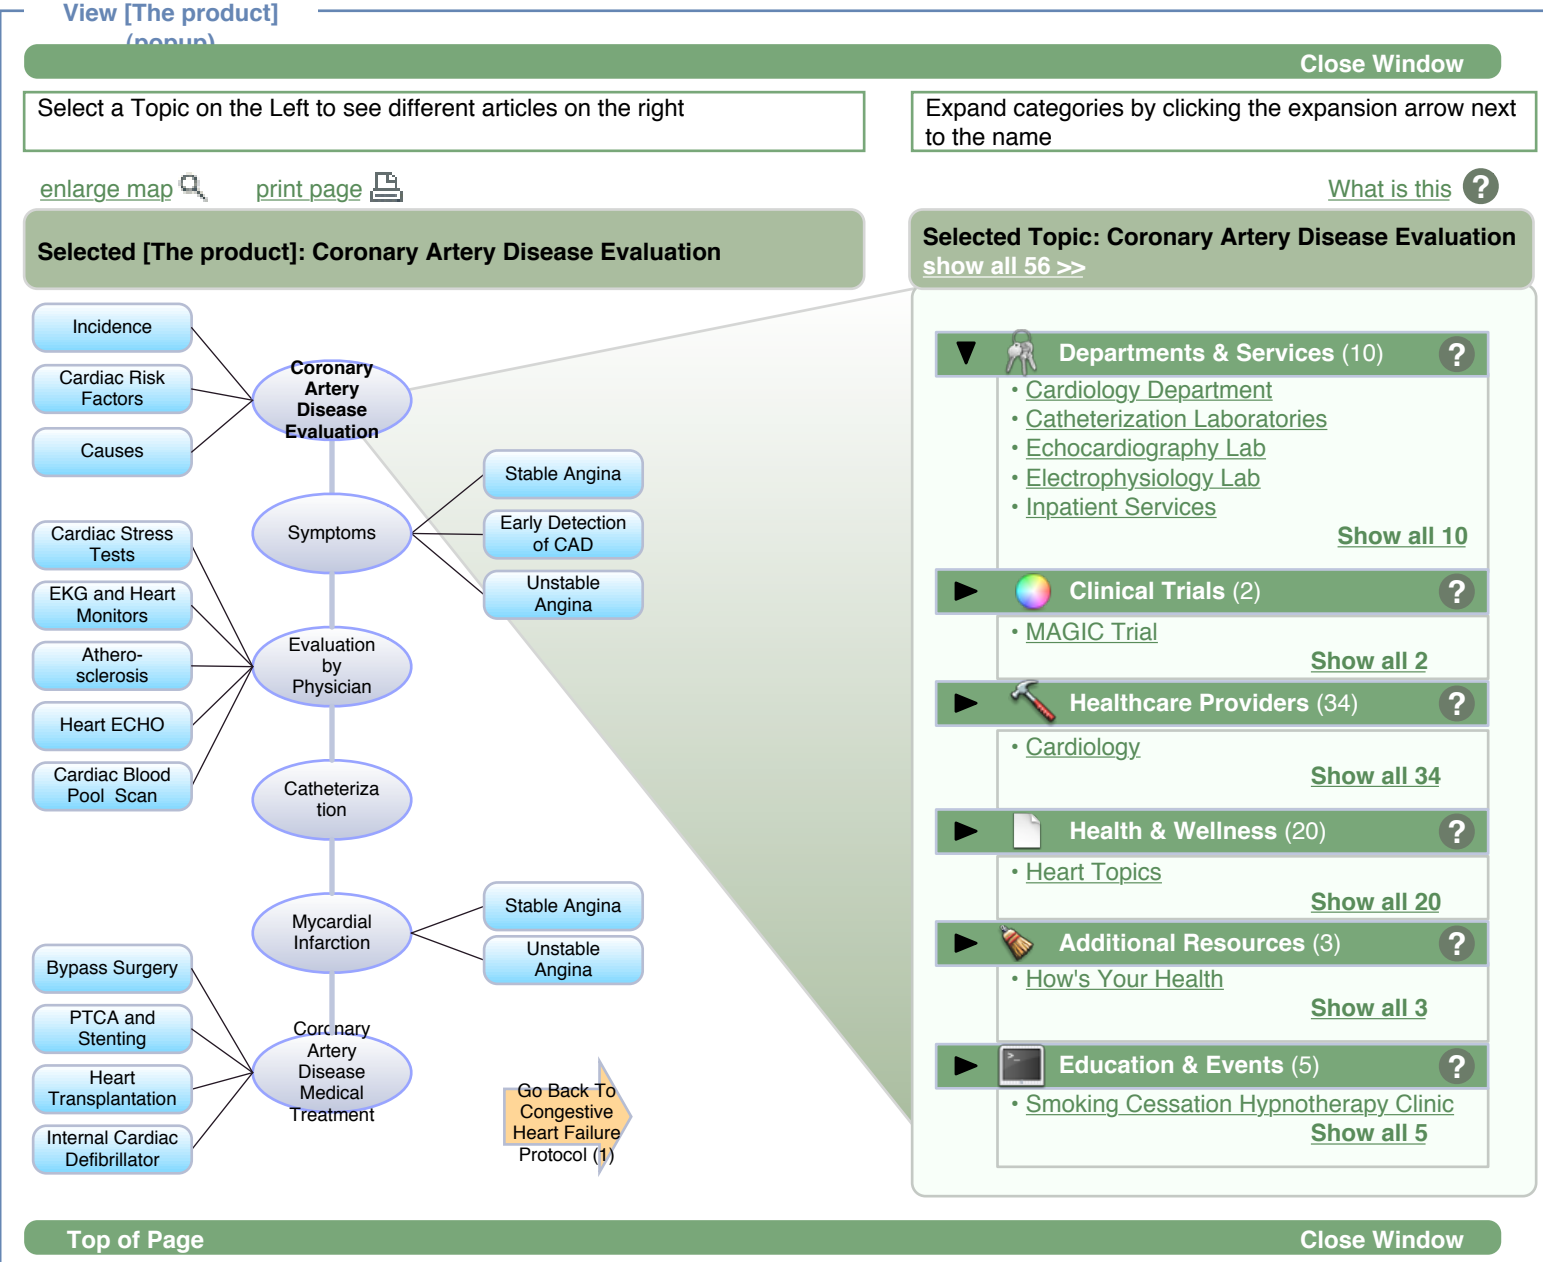 View [The product]
(popup)
Close Window
Select a Topic on the Left to see different articles on the right
Expand categories by clicking the expansion arrow next
to the name
enlarge map
print page
What is this ?
Selected [The product]: Coronary Artery Disease Evaluation
Selected Topic: Coronary Artery Disease Evaluation
show all 56 >>
Incidence
Cardiac Risk
Factors
Causes
Coronary
Artery
Disease
Evaluation
Symptoms
Stable Angina
Early Detection
of CAD
Unstable
Angina
Cardiac Stress
Tests
EKG and Heart
Monitors
Athero-
sclerosis
Heart ECHO
Cardiac Blood
Pool Scan
Evaluation
by
Physician
Catheteriza
tion
Mycardial
Infarction
Stable Angina
Unstable
Angina
Bypass Surgery
PTCA and
Stenting
Heart
Transplantation
Internal Cardiac
Defibrillator
Coronary
Artery
Disease
Medical
Treatment
Go Back To
Congestive
Heart Failure
Protocol (1)
Departments & Services (10) ?
• Cardiology Department
• Catheterization Laboratories
• Echocardiography Lab
• Electrophysiology Lab
• Inpatient Services
Show all 10
Clinical Trials (2) ?
• MAGIC Trial
Show all 2
Healthcare Providers (34) ?
• Cardiology
Show all 34
Health & Wellness (20) ?
• Heart Topics
Show all 20
Additional Resources (3) ?
• How's Your Health
Show all 3
Education & Events (5) ?
• Smoking Cessation Hypnotherapy Clinic
Show all 5
Top of Page
Close Window